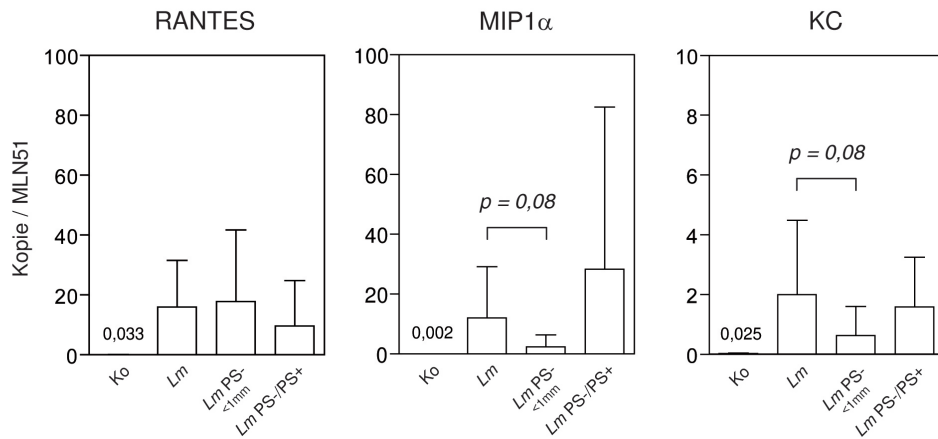 RANTES
MIP1α
KC
Kopie / MLN51
100
80
60
40
20
0
0,033
Ko
Lm
Lm PS-
<1mm
Lm PS-/PS+
100
80
60
40
20
0
p = 0,08
0,002
Ko
Lm
Lm PS-
<1mm
Lm PS-/PS+
10
8
6
4
2
0
p = 0,08
0,025
Ko
Lm
Lm PS-
<1mm
Lm PS-/PS+